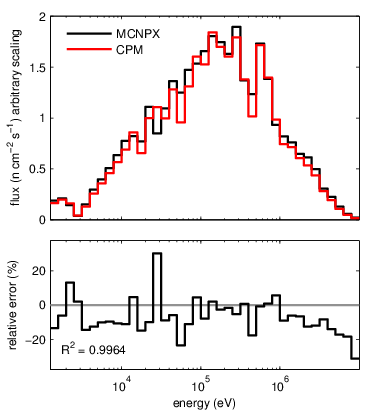 2
1.5
1
0.5
0
flux (n cm⁻² s⁻¹) arbitrary scaling
MCNPX
CPM
20
0
−20
relative error (%)
R² = 0.9964
10⁴ 10⁵ 10⁶
energy (eV)